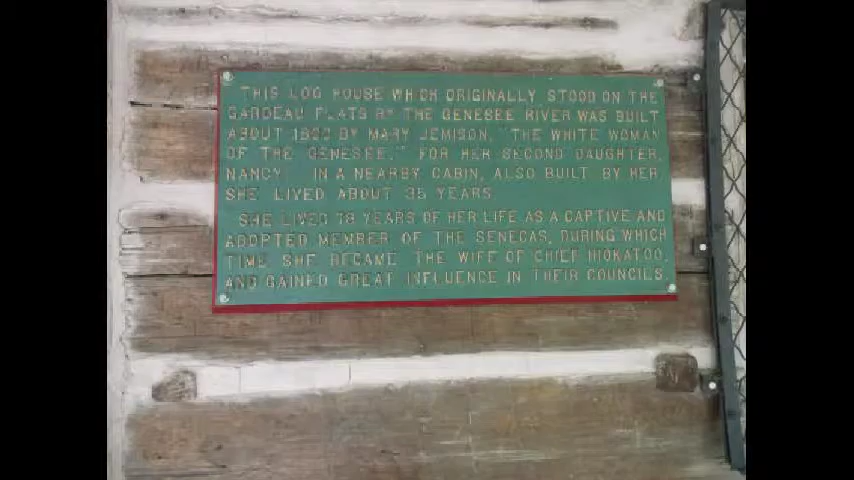 THIS LOG HOUSE WHICH ORIGINALLY STOOD ON THE
GARDEAU FLATS BY THE GENESEE RIVER WAS BUILT
ABOUT 1800 BY MARY JEMISON, "THE WHITE WOMAN
OF THE GENESEE," FOR HER SECOND DAUGHTER,
NANCY. IN A NEARBY CABIN, ALSO BUILT BY HER,
SHE LIVED ABOUT 35 YEARS.
SHE LIVED 78 YEARS OF HER LIFE AS A CAPTIVE AND
ADOPTED MEMBER OF THE SENECAS, DURING WHICH
TIME SHE BECAME THE WIFE OF CHIEF HIOKATOO,
AND GAINED GREAT INFLUENCE IN THEIR COUNCILS.